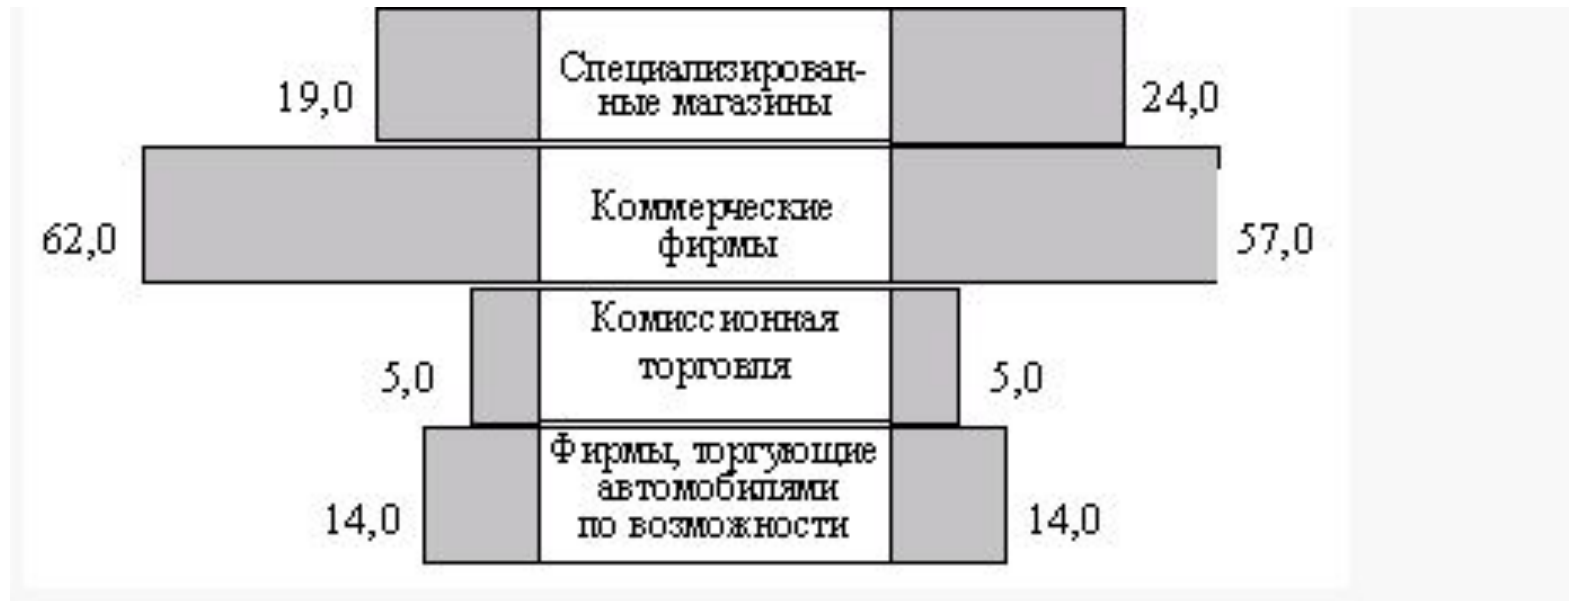 Специализирован-
ные магазины
19,0
24,0
Коммерческие
фирмы
62,0
57,0
Комиссионная
торговля
5,0
5,0
Фирмы, торгующие
автомобилями
по возможности
14,0
14,0